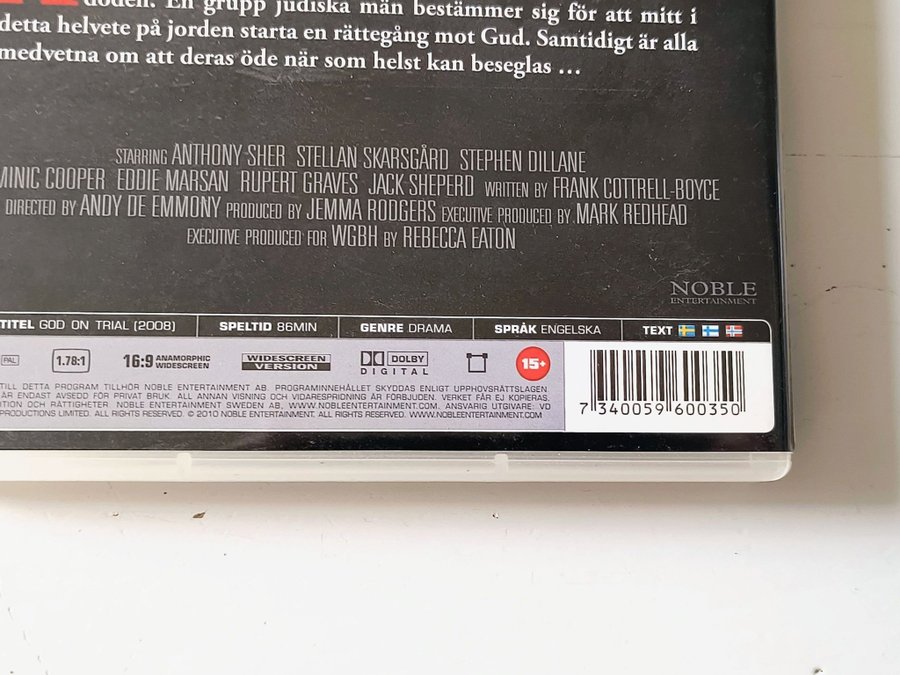 döden. En grupp judiska män bestämmer sig för att mitt i
detta helvete på jorden starta en rättegång mot Gud. Samtidigt är alla
medvetna om att deras öde när som helst kan beseglas ...
STARRING ANTHONY SHER STELLAN SKARSGÅRD STEPHEN DILLANE
MINIC COOPER EDDIE MARSAN RUPERT GRAVES JACK SHEPERD WRITTEN BY FRANK COTTRELL-BOYCE
DIRECTED BY ANDY DE EMMONY PRODUCED BY JEMMA RODGERS EXECUTIVE PRODUCED BY MARK REDHEAD
EXECUTIVE PRODUCED FOR WGBH BY REBECCA EATON
NOBLE
ENTERTAINMENT
TITEL GOD ON TRIAL (2008) SPELTID 86MIN GENRE DRAMA SPRÅK ENGELSKA TEXT
PAL 1.78:1 16:9 ANAMORPHIC WIDESCREEN WIDESCREEN VERSION DOLBY DIGITAL 15+
TILL DETTA PROGRAM TILLHÖR NOBLE ENTERTAINMENT AB. PROGRAMINNEHÅLLET SKYDDAS ENLIGT UPPHOVSRÄTTSLAGEN.
ÄR ENDAST AVSEDD FÖR PRIVAT BRUK. ALL ANNAN VISNING OCH VIDARESPRIDNING ÄR FÖRBJUDEN. VERKET FÅR EJ KOPIERAS.
ITION OCH RÄTTIGHETER NOBLE ENTERTAINMENT SWEDEN AB, WWW.NOBLEENTERTAINMENT.COM. ANSVARIG UTGIVARE: VD
PRODUCTIONS LIMITED. ALL RIGHTS RESERVED. © 2010 NOBLE ENTERTAINMENT. ALL RIGHTS RESERVED. WWW.NOBLEENTERTAINMENT.COM
7 340059 600350